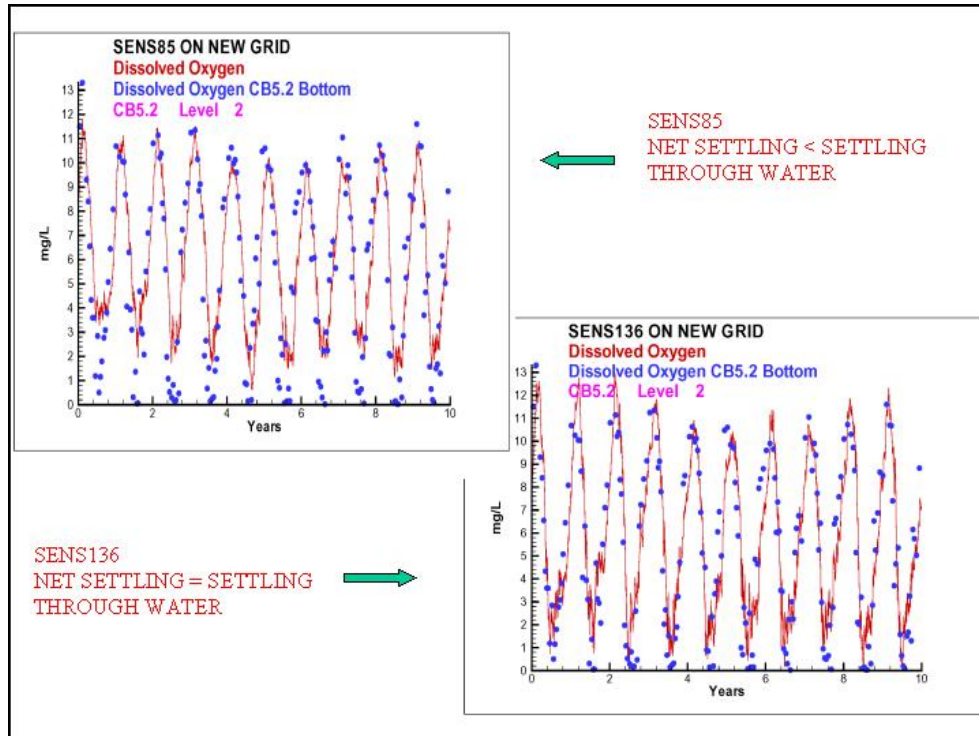 SENS85 ON NEW GRID
Dissolved Oxygen
Dissolved Oxygen CB5.2 Bottom
CB5.2 Level 2
13
12
11
10
9
8
7
6
5
4
3
2
1
0
mg/L
0 2 4 6 8 10
Years
SENS85
NET SETTLING < SETTLING
THROUGH WATER
SENS136 ON NEW GRID
Dissolved Oxygen
Dissolved Oxygen CB5.2 Bottom
CB5.2 Level 2
13
12
11
10
9
8
7
6
5
4
3
2
1
0
mg/L
0 2 4 6 8 10
Years
SENS136
NET SETTLING = SETTLING
THROUGH WATER